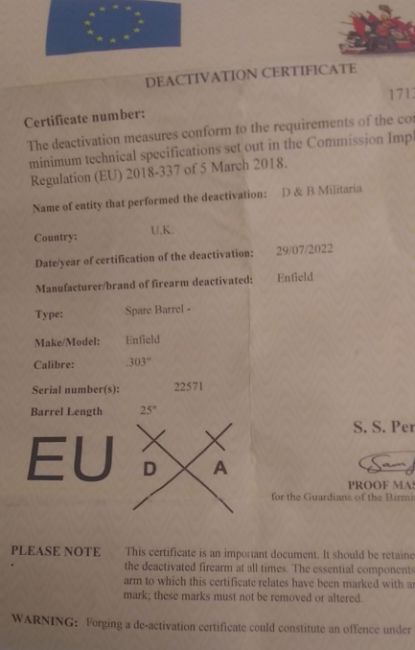 DEACTIVATION CERTIFICATE
171
Certificate number:
The deactivation measures conform to the requirements of the
minimum technical specifications set out in the Commission
Regulation (EU) 2018-337 of 5 March 2018.
Name of entity that performed the deactivation: D & B Militaria
Country: U.K.
Date/year of certification of the deactivation: 29/07/2022
Manufacturer/brand of firearm deactivated: Enfield
Type: Spare Barrel -
Make/Model: Enfield
Calibre: .303"
Serial number(s): 22571
Barrel Length 25"
S. S. Per
EU D A
PROOF MAS
for the Guardians of the Birm
PLEASE NOTE This certificate is an important document. It should be retaine
the deactivated firearm at all times. The essential components
arm to which this certificate relates have been marked with a
mark; these marks must not be removed or altered.
WARNING: Forging a de-activation certificate could constitute an offence under